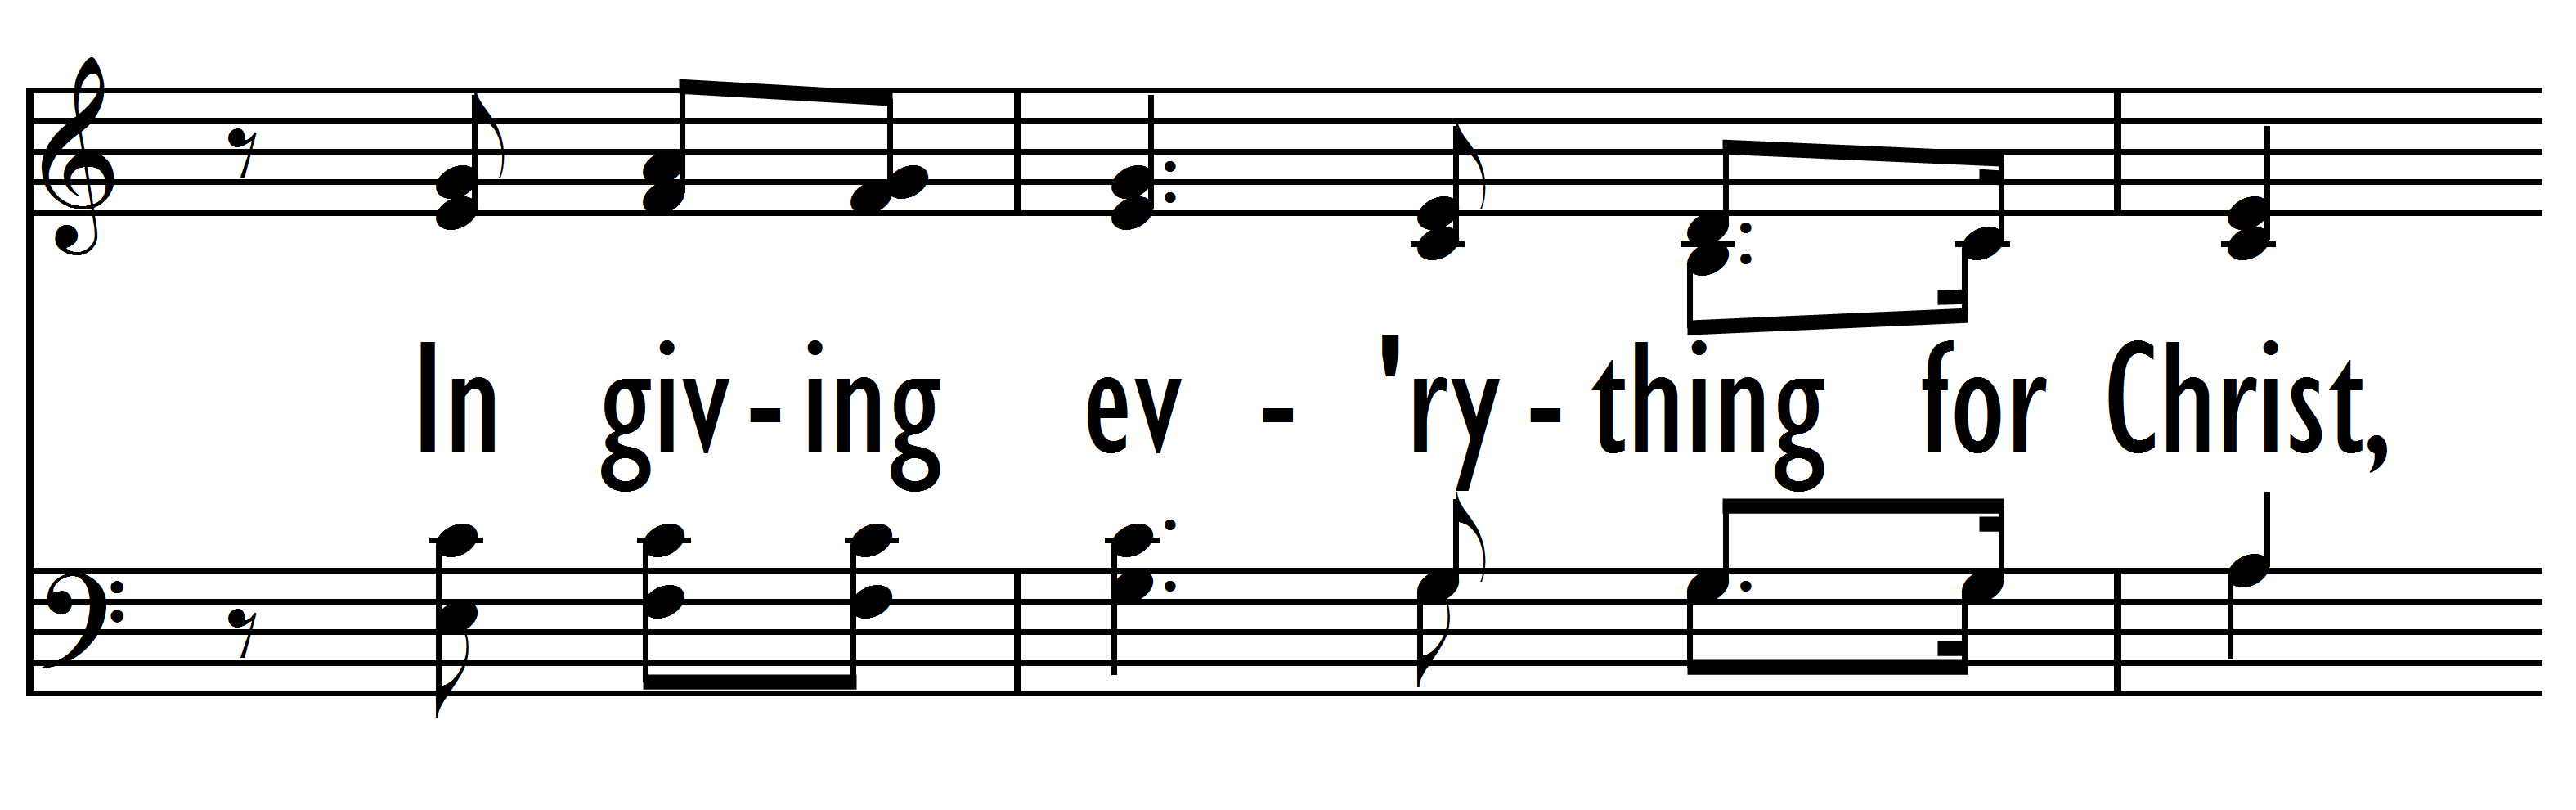 In giv - ing ev - 'ry - thing for Christ,